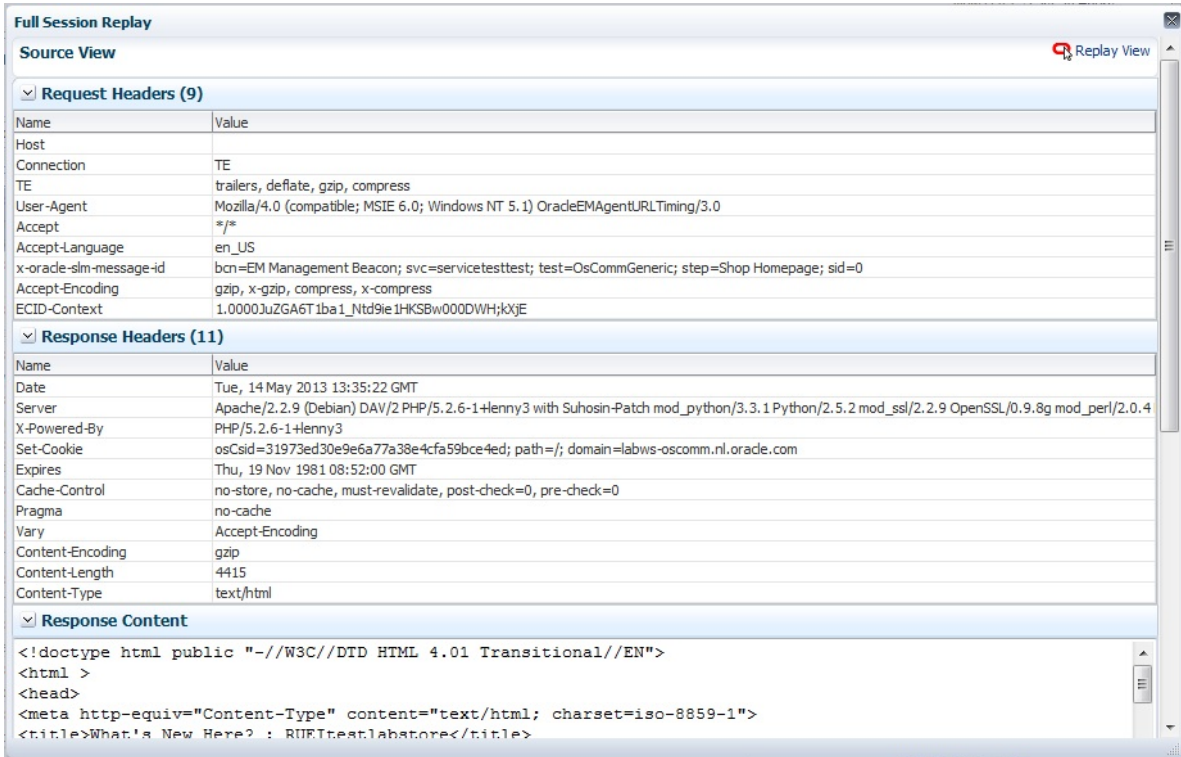 Full Session Replay
Source View
Replay View
Request Headers (9)
Name Value
Host
Connection TE
TE trailers, deflate, gzip, compress
User-Agent Mozilla/4.0 (compatible; MSIE 6.0; Windows NT 5.1) OracleEMAgentURLTiming/3.0
Accept */*
Accept-Language en_US
x-oracle-slm-message-id bcn=EM Management Beacon; svc=servicetesttest; test=OsCommGeneric; step=Shop Homepage; sid=0
Accept-Encoding gzip, x-gzip, compress, x-compress
ECID-Context 1.0000JuZGA6T1ba1_Ntd9ie1HKSBw000DWH;kXjE
Response Headers (11)
Name Value
Date Tue, 14 May 2013 13:35:22 GMT
Server Apache/2.2.9 (Debian) DAV/2 PHP/5.2.6-1+lenny3 with Suhosin-Patch mod_python/3.3.1 Python/2.5.2 mod_ssl/2.2.9 OpenSSL/0.9.8g mod_perl/2.0.4
X-Powered-By PHP/5.2.6-1+lenny3
Set-Cookie osCsid=31973ed30e9e6a77a38e4cfa59bce4ed; path=/; domain=labws-oscomm.nl.oracle.com
Expires Thu, 19 Nov 1981 08:52:00 GMT
Cache-Control no-store, no-cache, must-revalidate, post-check=0, pre-check=0
Pragma no-cache
Vary Accept-Encoding
Content-Encoding gzip
Content-Length 4415
Content-Type text/html
Response Content
<!doctype html public "-//W3C//DTD HTML 4.01 Transitional//EN">
<html >
<head>
<meta http-equiv="Content-Type" content="text/html; charset=iso-8859-1">
<title>What's New Here? : RUEItestlabstore</title>